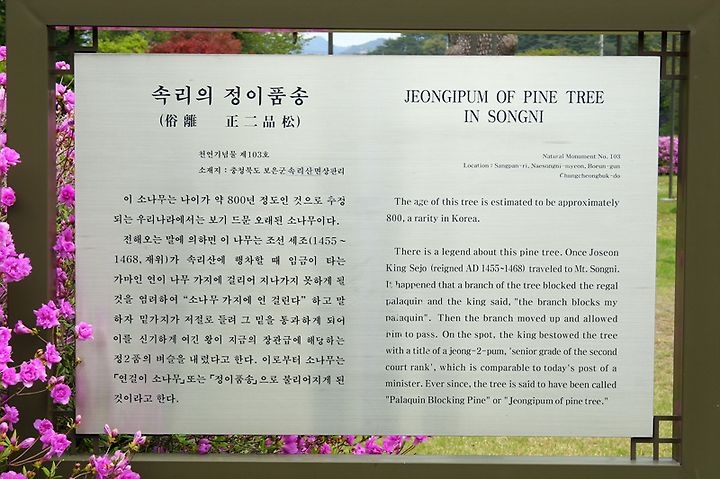 속리의 정이품송
(俗離 正二品松)
천연기념물 제103호
소재지 : 충청북도 보은군 속리산면상판리
이 소나무는 나이가 약 800년 정도인 것으로 추정
되는 우리나라에서는 보기 드문 오래된 소나무이다.
전해오는 말에 의하면 이 나무는 조선 세조(1455~
1468, 재위)가 속리산에 행차할 때 임금이 타는
가마인 연이 나무 가지에 걸리어 지나가지 못하게 될
것을 염려하여 "소나무 가지에 연 걸린다" 하고 말
하자 밑가지가 저절로 들려 그 밑을 통과하게 되어
이를 신기하게 여긴 왕이 지금의 장관급에 해당하는
정2품의 벼슬을 내렸다고 한다. 이로부터 소나무는
「연걸이 소나무」또는 「정이품송」으로 불리어지게 된
것이라고 한다.
JEONGIPUM OF PINE TREE
IN SONGNI
Natural Monument No. 103
Location : Sangpan-ri, Naesongni-myeon, Boeun-gun
Chungcheongbuk-do
The age of this tree is estimated to be approximately
800, a rarity in Korea.
There is a legend about this pine tree. Once Joseon
King Sejo (reigned AD 1455-1468) traveled to Mt. Songni.
It happened that a branch of the tree blocked the regal
palaquin and the king said, "the branch blocks my
palaquin". Then the branch moved up and allowed
him to pass. On the spot, the king bestowed the tree
with a title of a jeong-2-pum, 'senior grade of the second
court rank', which is comparable to today's post of a
minister. Ever since, the tree is said to have been called
"Palaquin Blocking Pine" or "Jeongipum of pine tree."